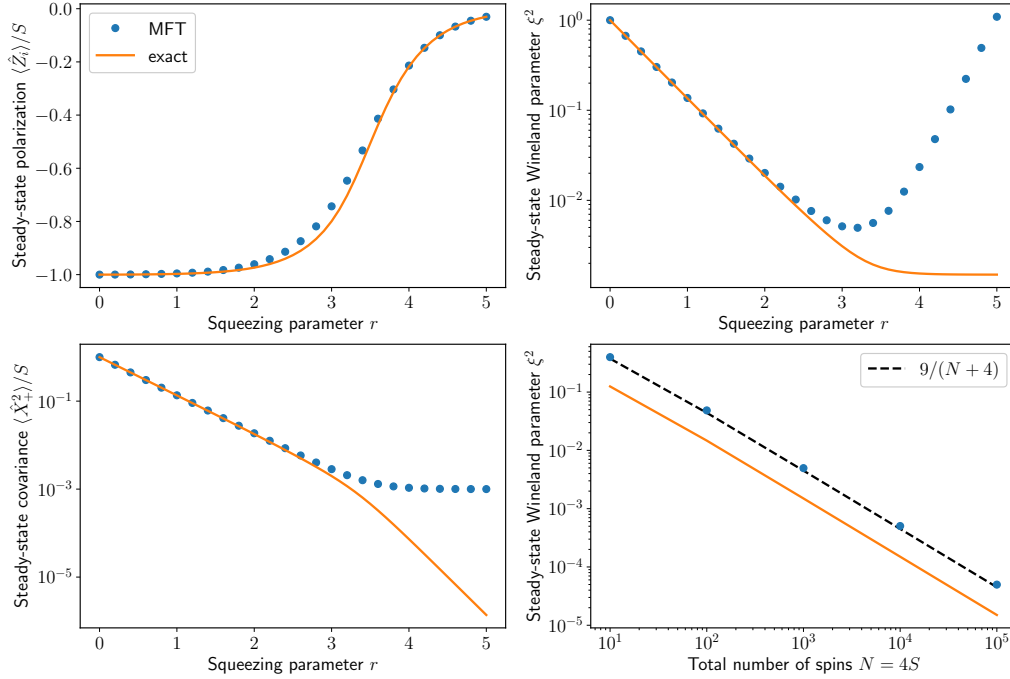 Steady-state polarization ⟨Ẑᵢ⟩/S
0.0
−0.2
−0.4
−0.6
−0.8
−1.0
MFT
exact
0 1 2 3 4 5
Squeezing parameter r
Steady-state Wineland parameter ξ²
10⁰
10⁻¹
10⁻²
0 1 2 3 4 5
Squeezing parameter r
Steady-state covariance ⟨X̂₊²⟩/S
10⁻¹
10⁻³
10⁻⁵
0 1 2 3 4 5
Squeezing parameter r
Steady-state Wineland parameter ξ²
10⁻¹
10⁻²
10⁻³
10⁻⁴
10⁻⁵
9/(N + 4)
10¹ 10² 10³ 10⁴ 10⁵
Total number of spins N = 4S